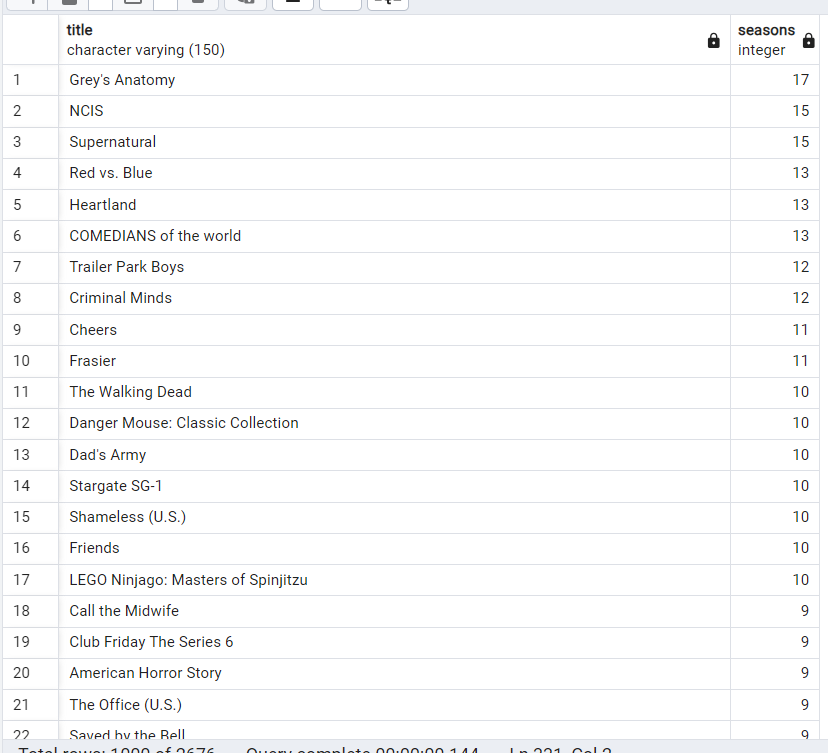 title seasons
character varying (150) integer
1 Grey's Anatomy 17
2 NCIS 15
3 Supernatural 15
4 Red vs. Blue 13
5 Heartland 13
6 COMEDIANS of the world 13
7 Trailer Park Boys 12
8 Criminal Minds 12
9 Cheers 11
10 Frasier 11
11 The Walking Dead 10
12 Danger Mouse: Classic Collection 10
13 Dad's Army 10
14 Stargate SG-1 10
15 Shameless (U.S.) 10
16 Friends 10
17 LEGO Ninjago: Masters of Spinjitzu 10
18 Call the Midwife 9
19 Club Friday The Series 6 9
20 American Horror Story 9
21 The Office (U.S.) 9
22 Saved by the Bell 9
Total rows: 1000 of 2676 Query complete 00:00:00.144 Ln 221, Col 2